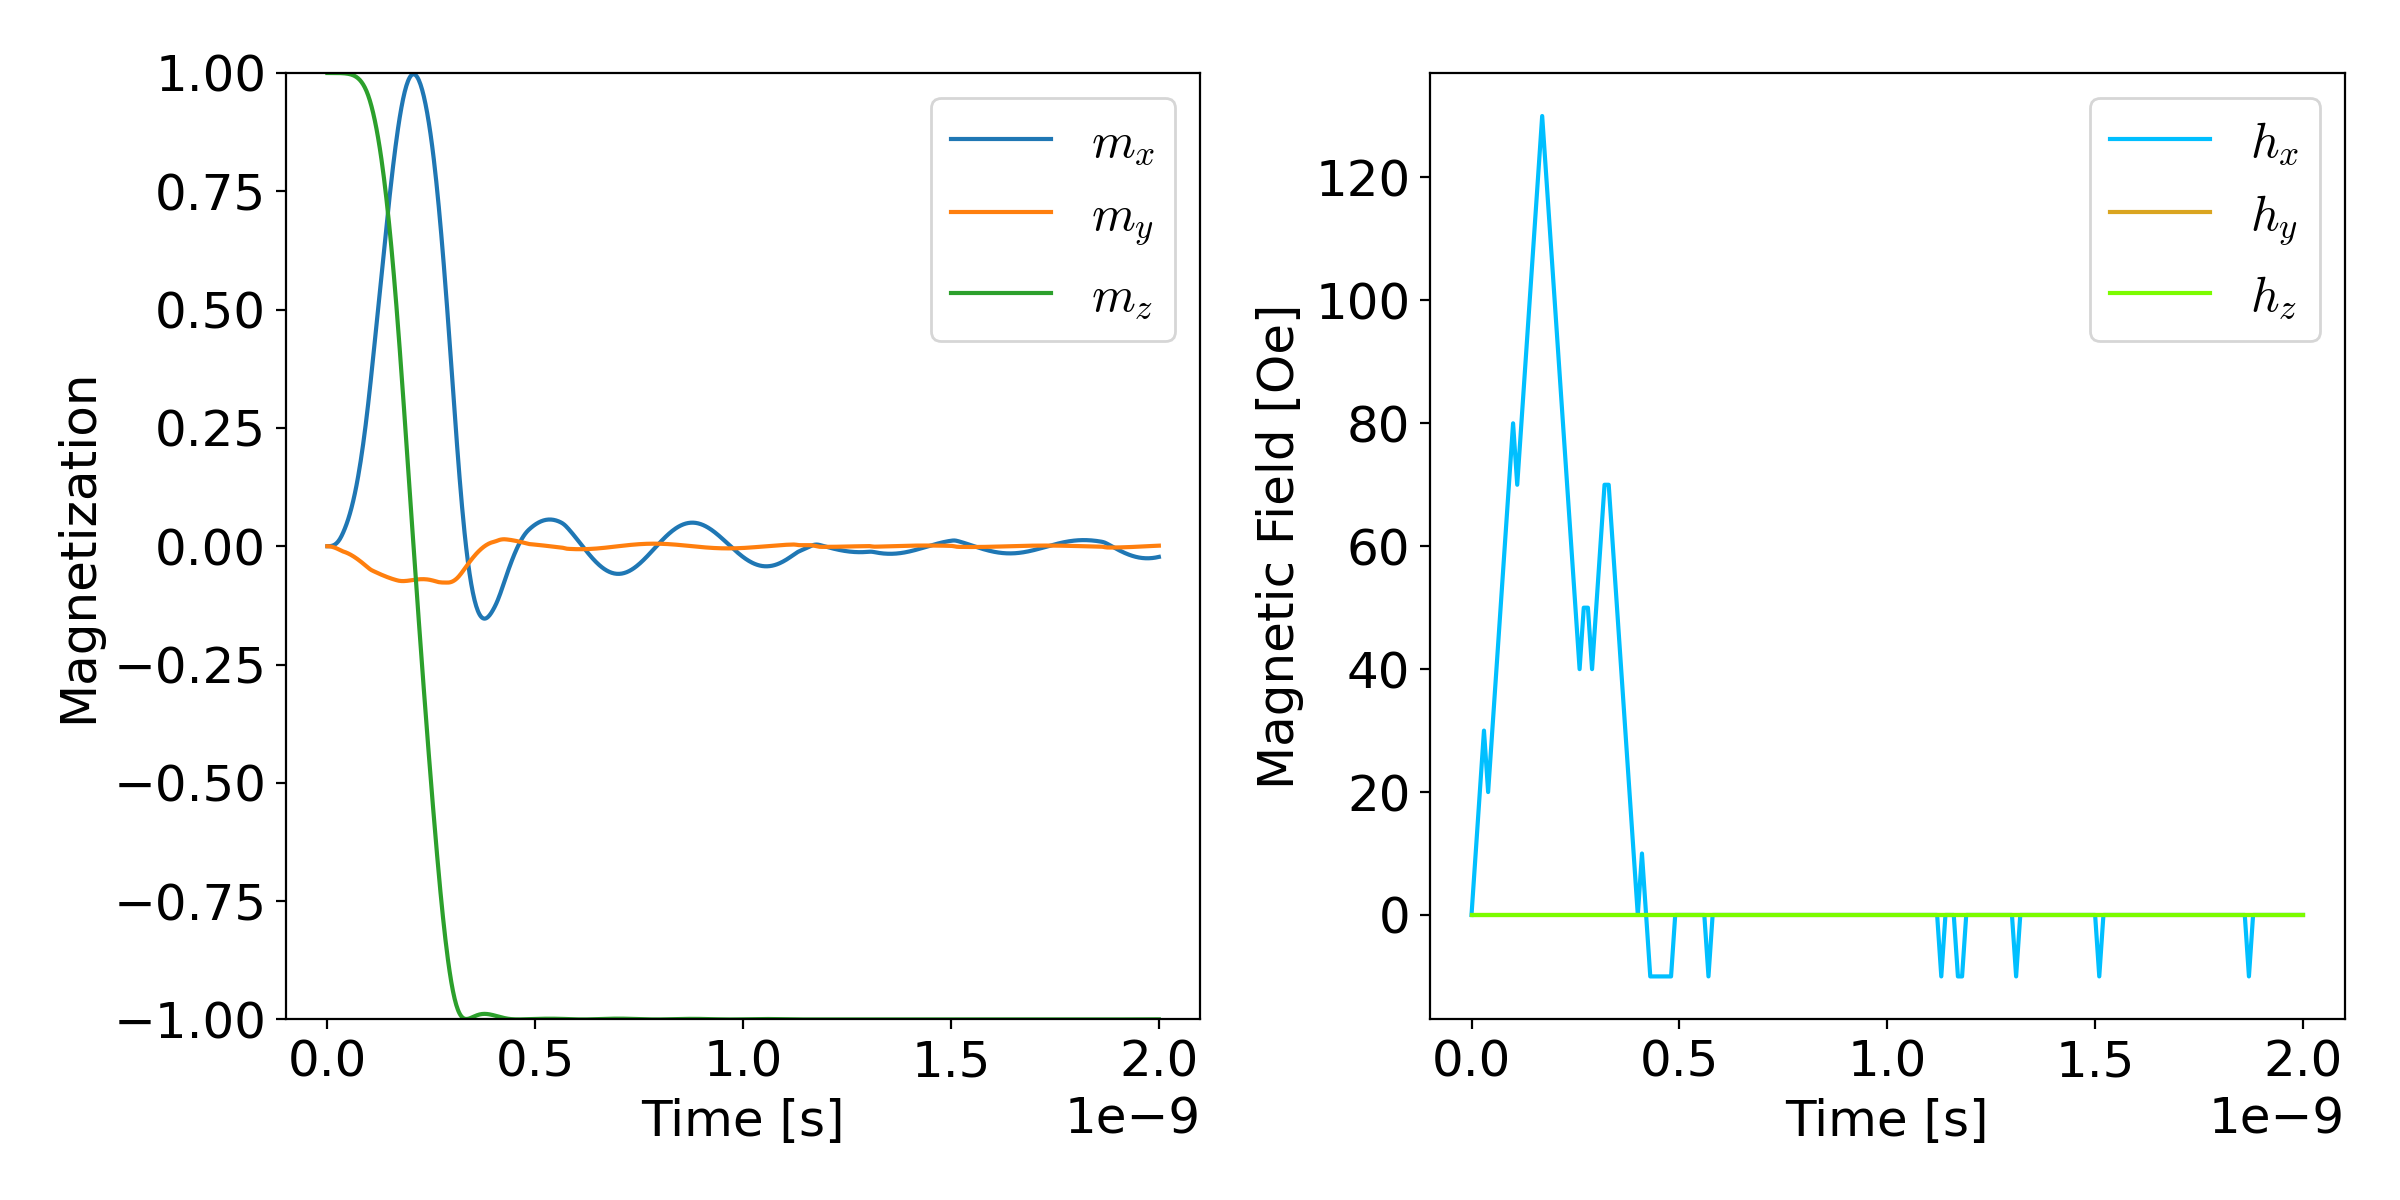 1.00
0.75
0.50
0.25
0.00
−0.25
−0.50
−0.75
−1.00
Magnetization
0.0 0.5 1.0 1.5 2.0
Time [s]
1e−9
m_x
m_y
m_z
120
100
80
60
40
20
0
Magnetic Field [Oe]
0.0 0.5 1.0 1.5 2.0
Time [s]
1e−9
h_x
h_y
h_z